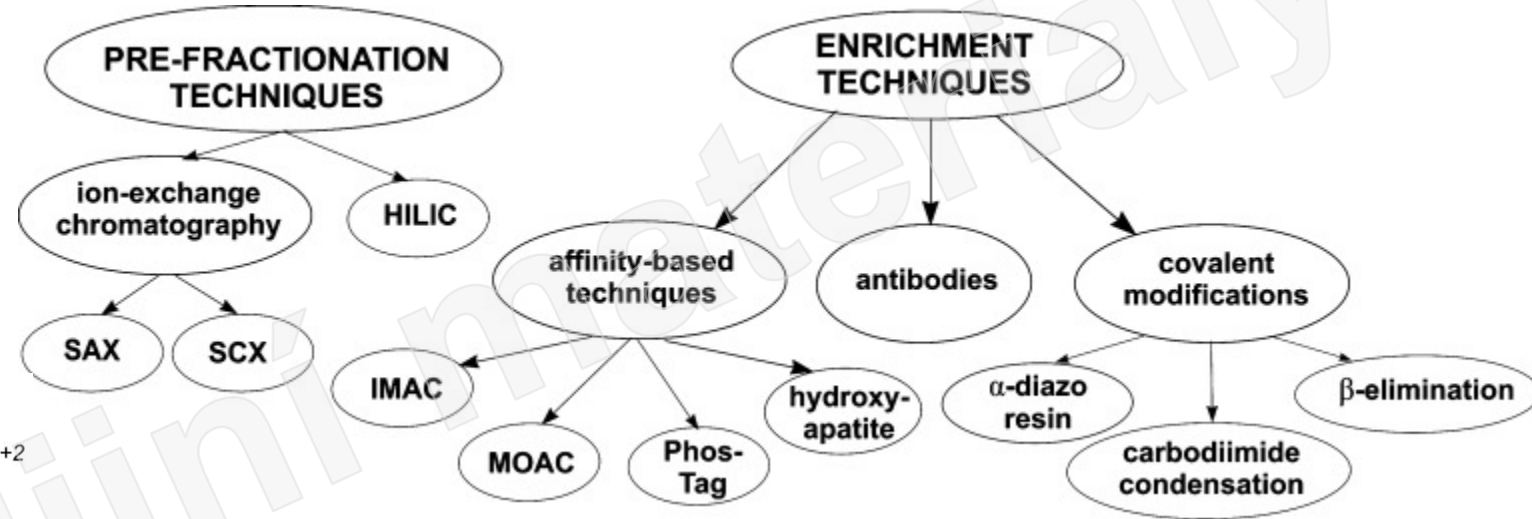 PRE-FRACTIONATION
TECHNIQUES
ion-exchange
chromatography
HILIC
SAX
SCX
ENRICHMENT
TECHNIQUES
affinity-based
techniques
antibodies
covalent
modifications
IMAC
MOAC
Phos-
Tag
hydroxy-
apatite
α-diazo
resin
carbodiimide
condensation
β-elimination
+2
materiály